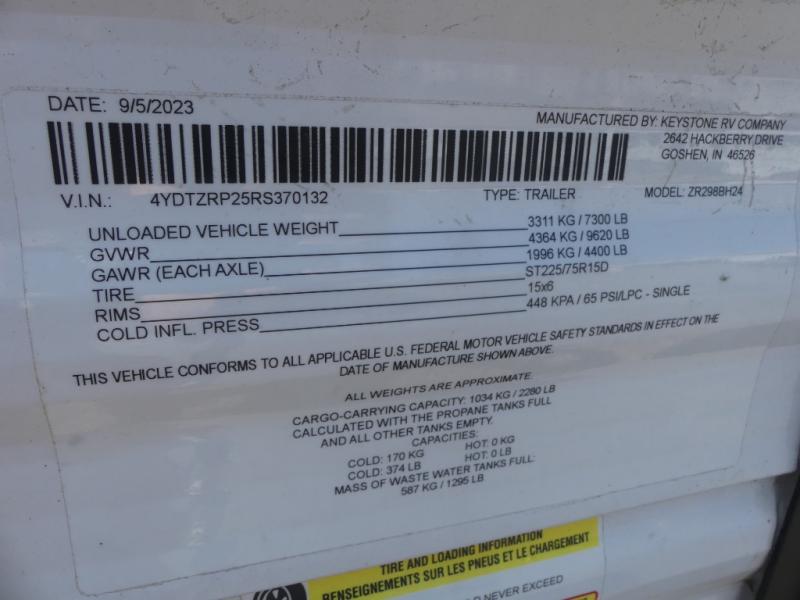 DATE: 9/5/2023
MANUFACTURED BY: KEYSTONE RV COMPANY
2642 HACKBERRY DRIVE
GOSHEN, IN 46526
V.I.N.: 4YDTZRP25RS370132 TYPE: TRAILER MODEL: ZR298BH24
UNLOADED VEHICLE WEIGHT 3311 KG / 7300 LB
GVWR 4364 KG / 9620 LB
GAWR (EACH AXLE) 1996 KG / 4400 LB
TIRE ST225/75R15D
RIMS 15x6
COLD INFL. PRESS 448 KPA / 65 PSI/LPC - SINGLE
THIS VEHICLE CONFORMS TO ALL APPLICABLE U.S. FEDERAL MOTOR VEHICLE SAFETY STANDARDS IN EFFECT ON THE
DATE OF MANUFACTURE SHOWN ABOVE.
ALL WEIGHTS ARE APPROXIMATE.
CARGO-CARRYING CAPACITY: 1034 KG / 2280 LB
CALCULATED WITH THE PROPANE TANKS FULL
AND ALL OTHER TANKS EMPTY.
CAPACITIES:
COLD: 170 KG HOT: 0 KG
COLD: 374 LB HOT: 0 LB
MASS OF WASTE WATER TANKS FULL:
587 KG / 1295 LB
TIRE AND LOADING INFORMATION
RENSEIGNEMENTS SUR LES PNEUS ET LE CHARGEMENT
LD NEVER EXCEED